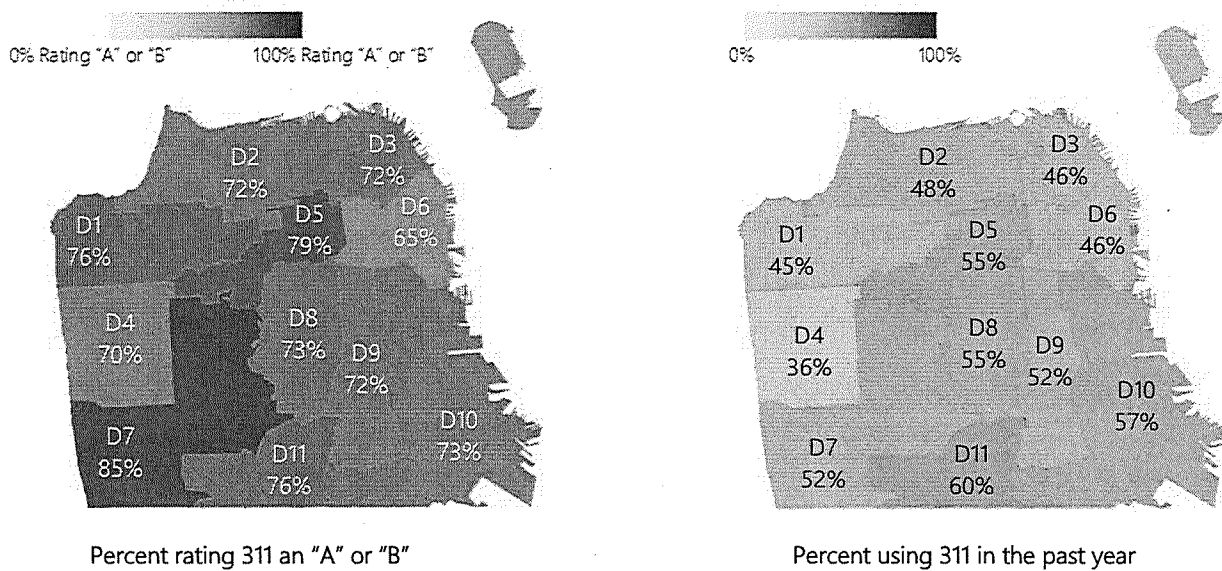 0% Rating "A" or "B"
100% Rating "A" or "B"
D2
72%
D3
72%
D1
76%
D5
79%
D6
65%
D4
70%
D8
73%
D9
72%
D7
85%
D11
76%
D10
73%
Percent rating 311 an "A" or "B"
0%
100%
D2
48%
D3
46%
D1
45%
D5
55%
D6
46%
D4
36%
D8
55%
D9
52%
D10
57%
D7
52%
D11
60%
Percent using 311 in the past year